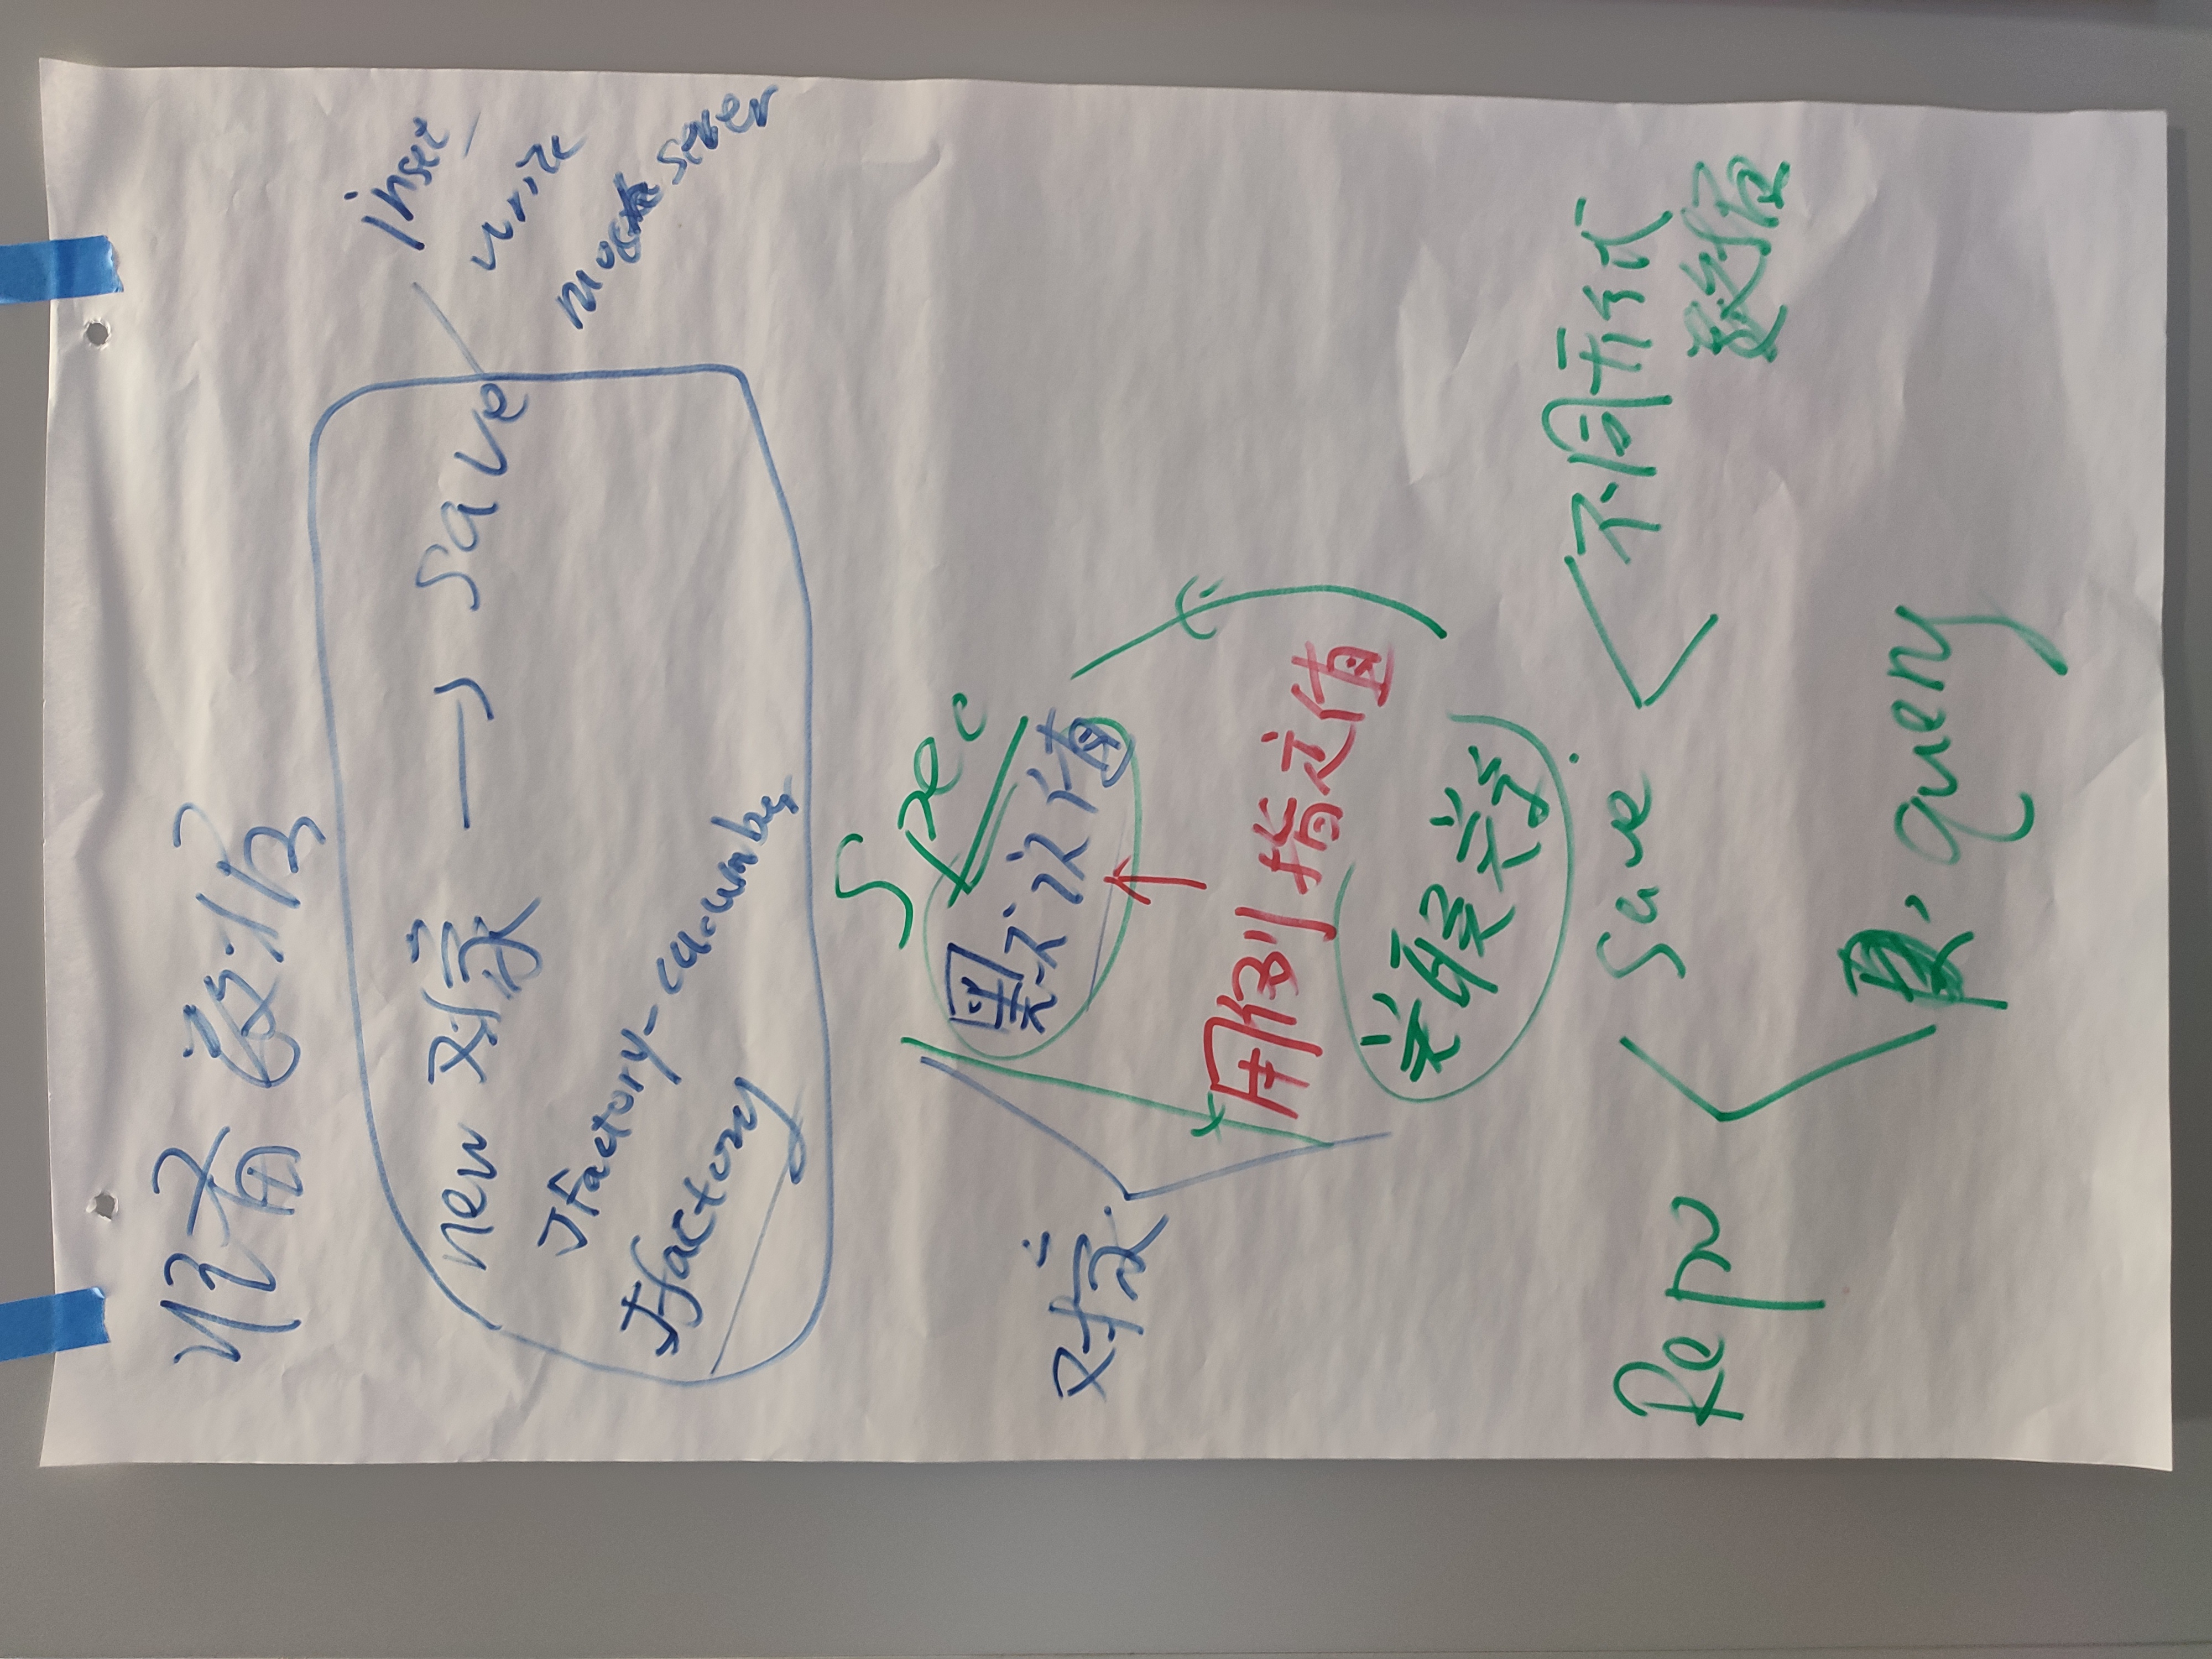 准备数据
new 对象 → save
inset
write
mock server
Jfactory-cucumber
Jfactory
Spec
默认值
对象
用例指定值
关联关系
save
不同形式
数据
Repo
query